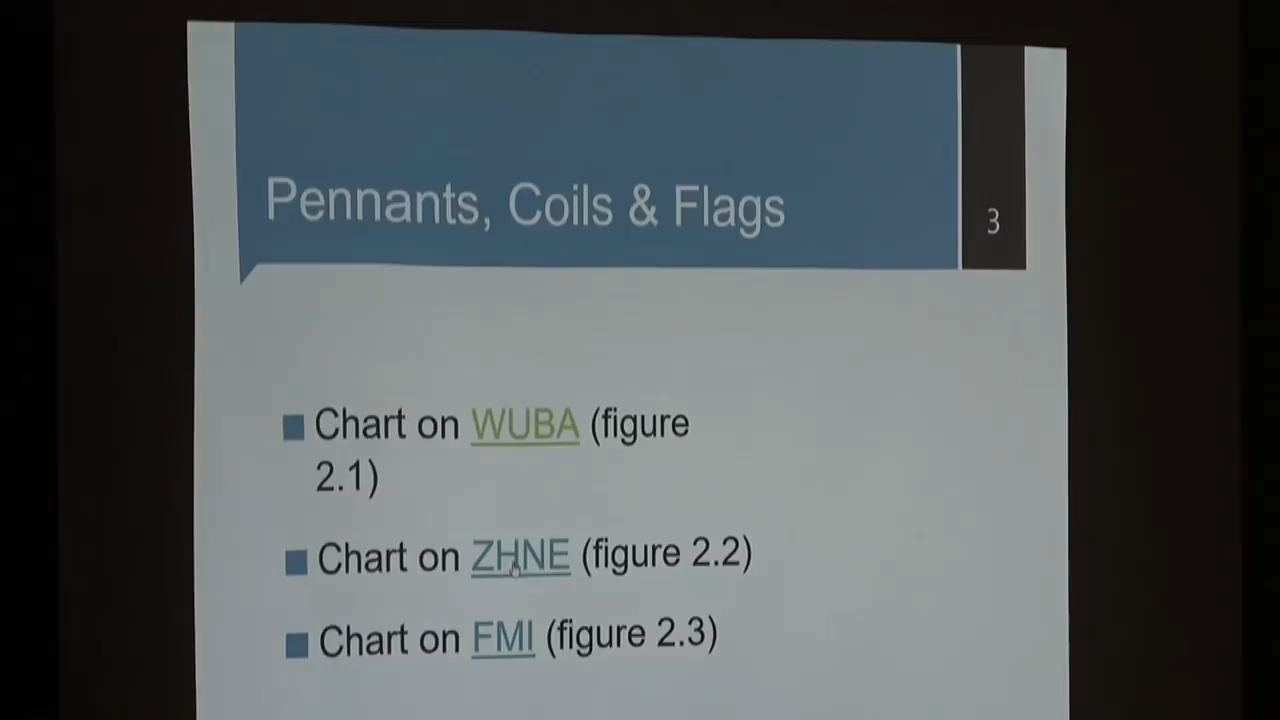 Pennants, Coils & Flags
3
Chart on WUBA (figure
2.1)
Chart on ZHNE (figure 2.2)
Chart on FMI (figure 2.3)